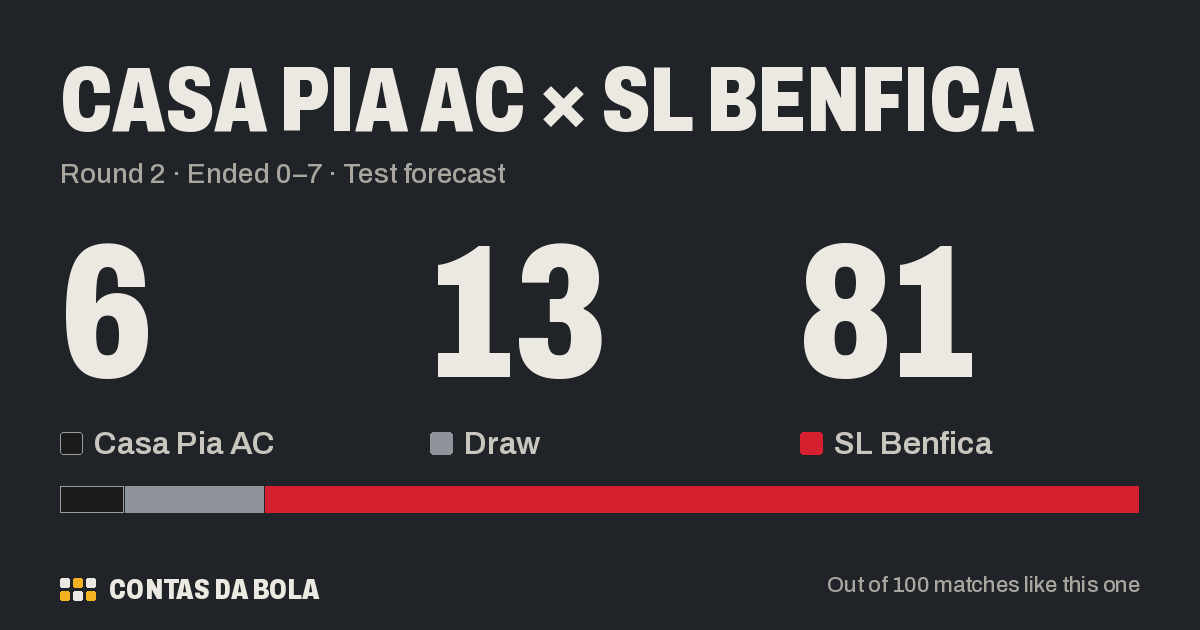 CASA PIA AC × SL BENFICA
Round 2 · Ended 0–7 · Test forecast
6 13 81
Casa Pia AC Draw SL Benfica
CONTAS DA BOLA
Out of 100 matches like this one